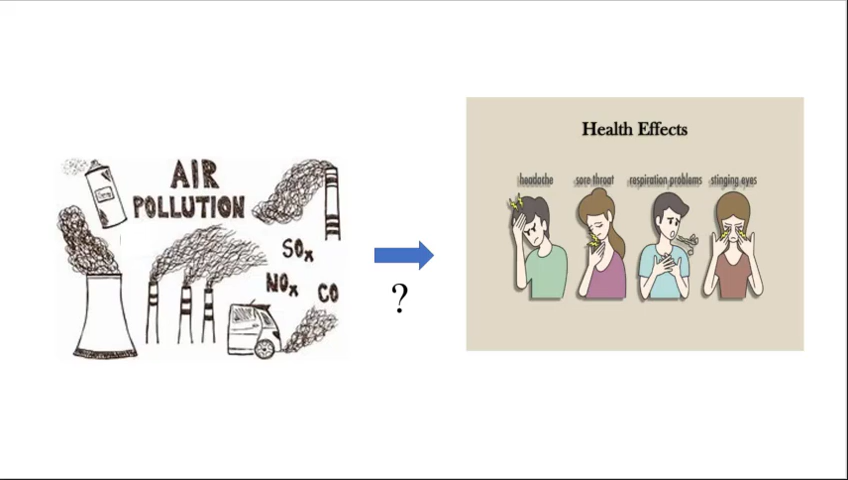 AIR
POLLUTION
SOx
NOx
CO
?
Health Effects
headache
sore throat
respiration problems
stinging eyes